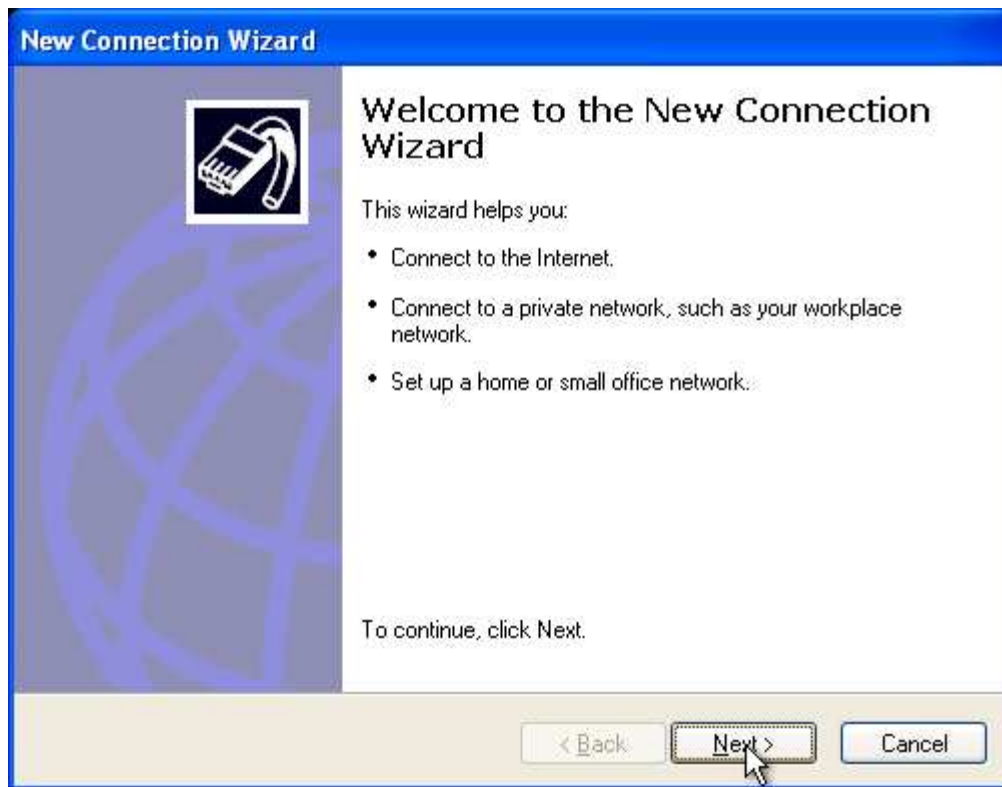 New Connection Wizard
Welcome to the New Connection
Wizard
This wizard helps you:
• Connect to the Internet.
• Connect to a private network, such as your workplace
network.
• Set up a home or small office network.
To continue, click Next.
< Back
Next >
Cancel